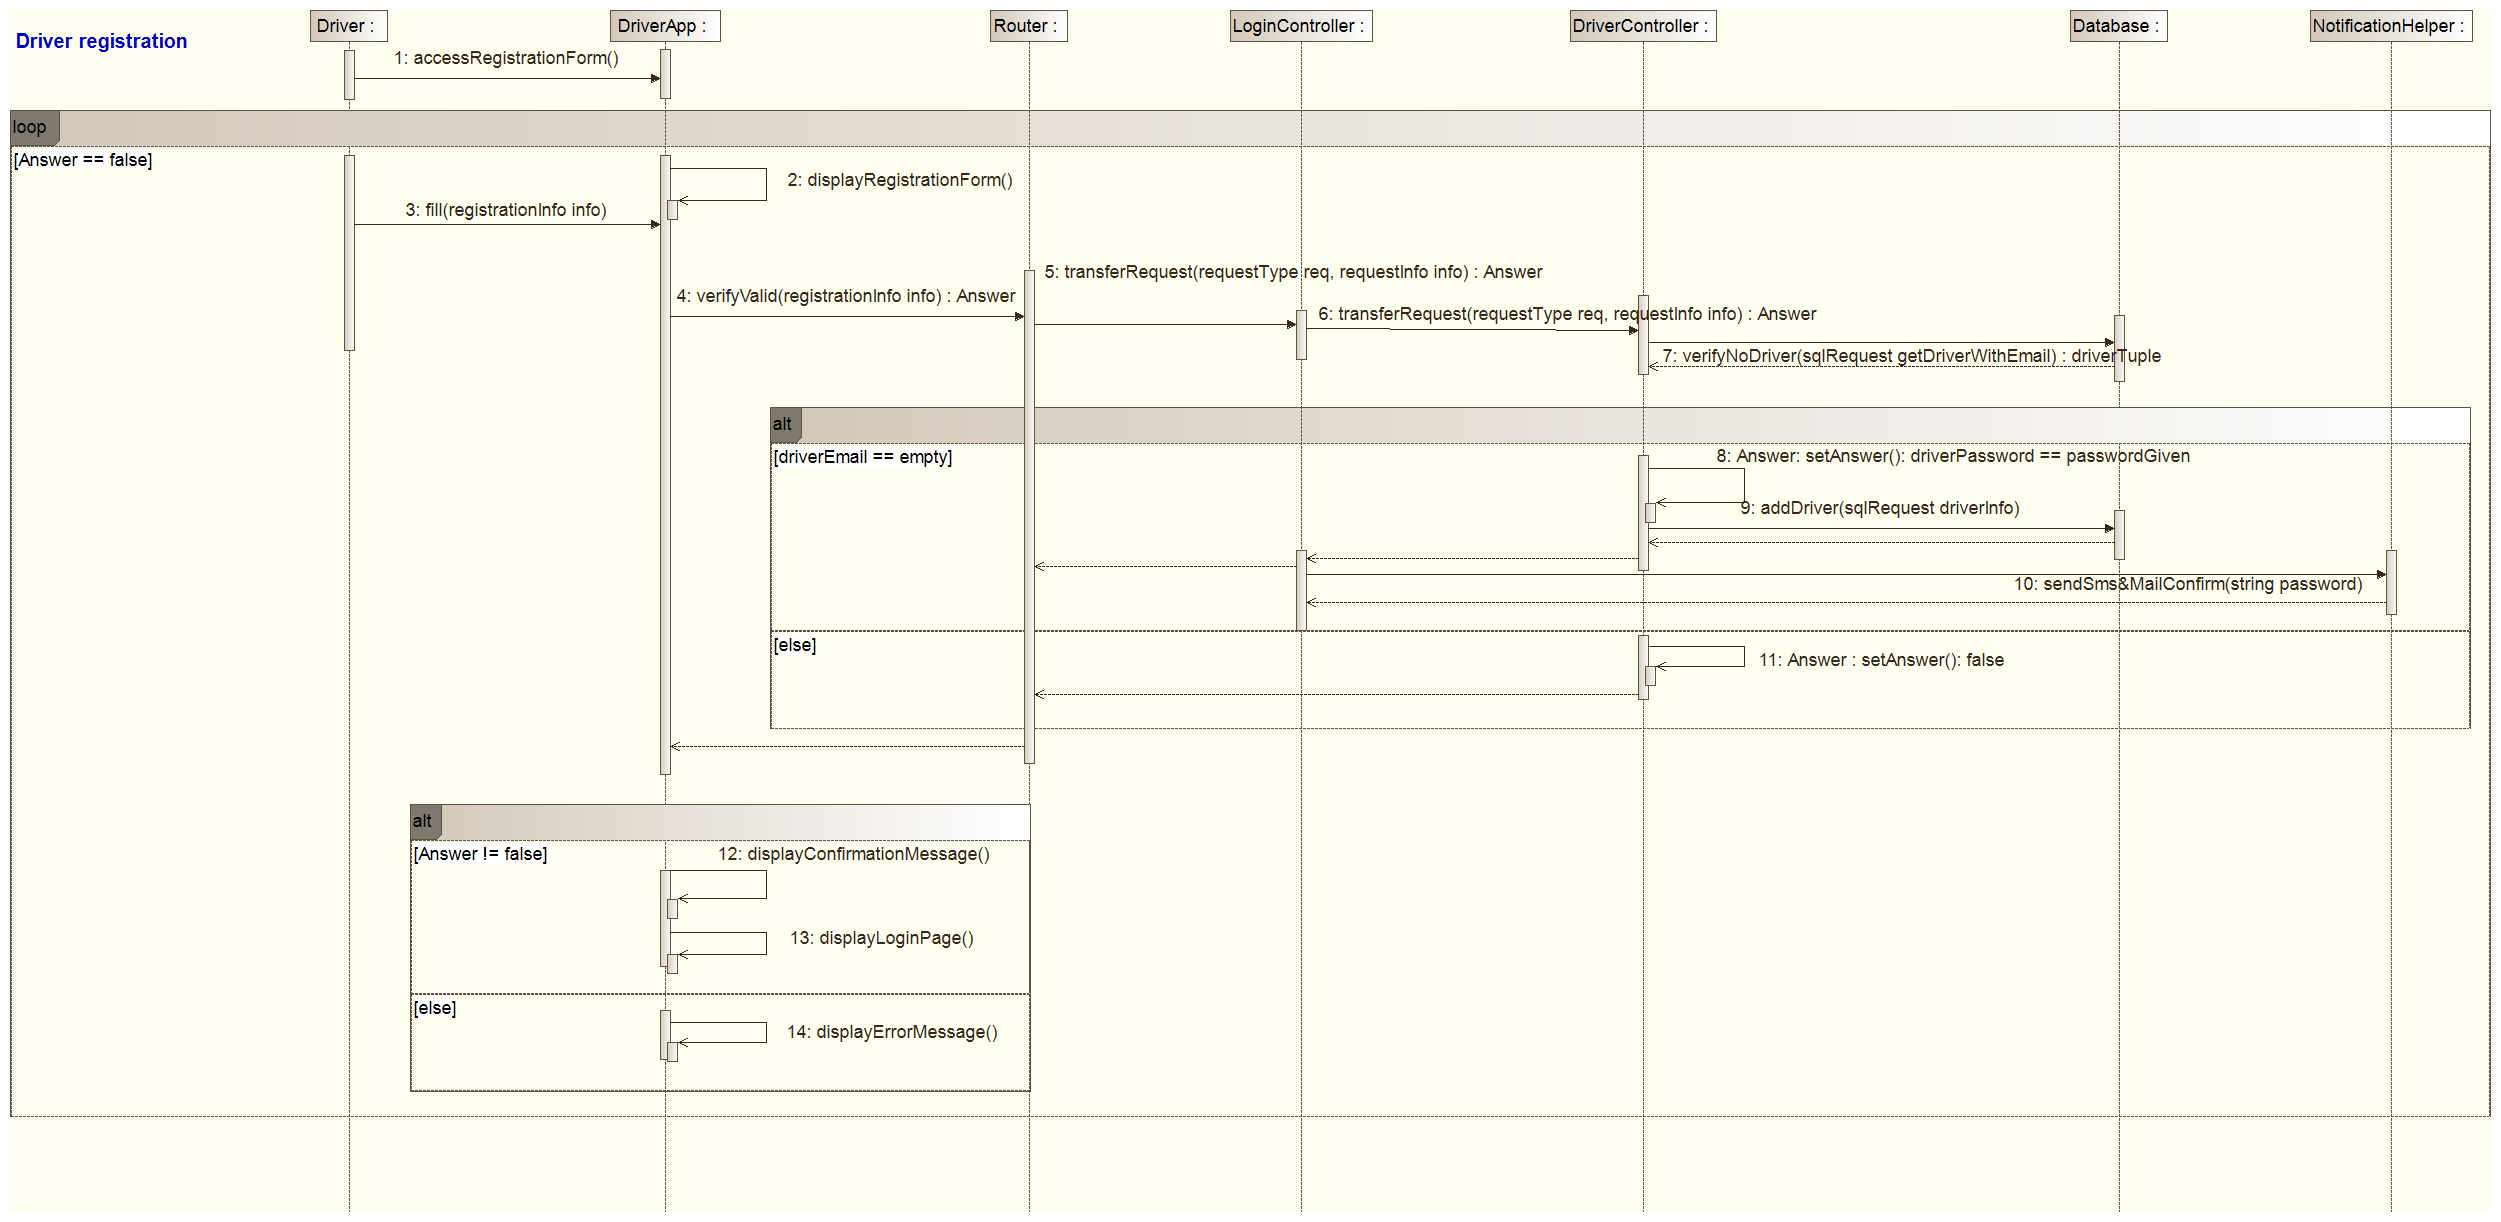 Driver registration
Driver :
DriverApp :
Router :
LoginController :
DriverController :
Database :
NotificationHelper :
1: accessRegistrationForm()
loop
[Answer == false]
2: displayRegistrationForm()
3: fill(registrationInfo info)
5: transferRequest(requestType req, requestInfo info) : Answer
4: verifyValid(registrationInfo info) : Answer
6: transferRequest(requestType req, requestInfo info) : Answer
7: verifyNoDriver(sqlRequest getDriverWithEmail) : driverTuple
alt
[driverEmail == empty]
8: Answer: setAnswer(): driverPassword == passwordGiven
9: addDriver(sqlRequest driverInfo)
10: sendSms&MailConfirm(string password)
[else]
11: Answer : setAnswer(): false
alt
[Answer != false]
12: displayConfirmationMessage()
13: displayLoginPage()
[else]
14: displayErrorMessage()